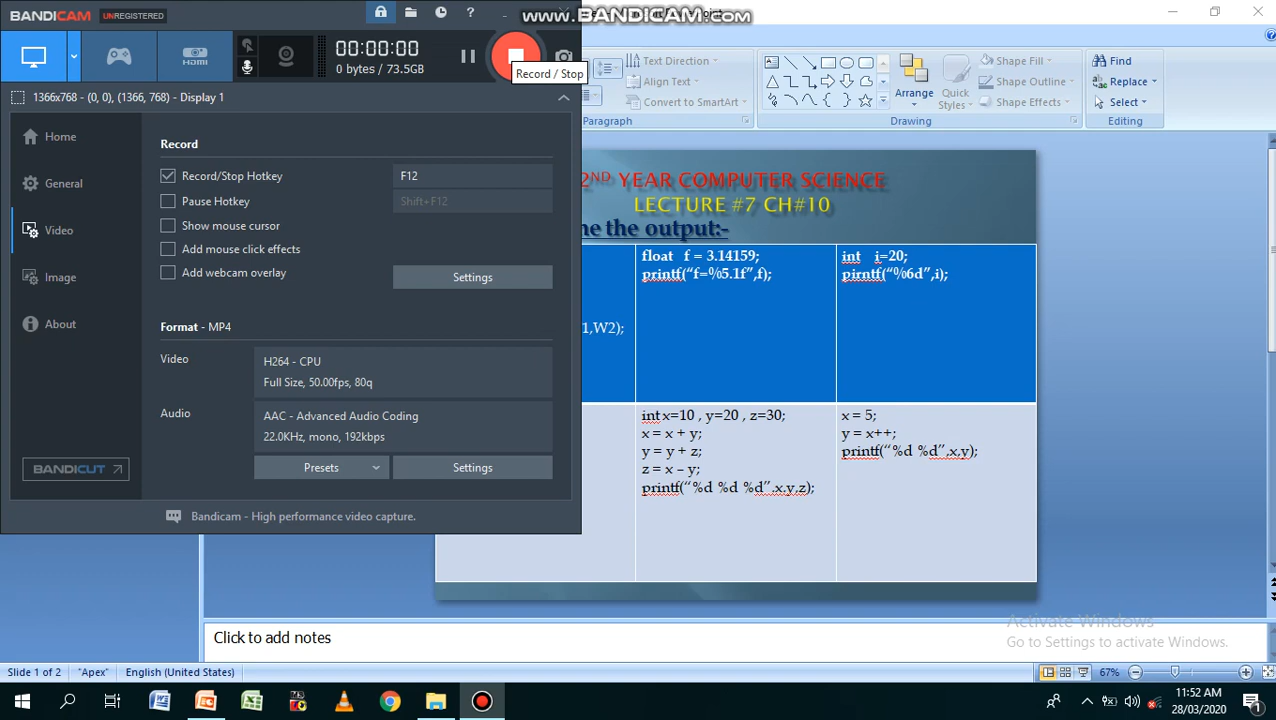 BANDICAM UNREGISTERED
www.BANDICAM.com
00:00:00
0 bytes / 73.5GB
HDMI
Record / Stop
1366x768 - (0, 0), (1366, 768) - Display 1
Home
General
Video
Image
About
BANDICUT
Record
Record/Stop Hotkey F12
Pause Hotkey Shift+F12
Show mouse cursor
Add mouse click effects
Add webcam overlay
Settings
Format - MP4
Video
H264 - CPU
Full Size, 50.00fps, 80q
Audio
AAC - Advanced Audio Coding
22.0KHz, mono, 192kbps
Presets
Settings
Bandicam - High performance video capture.
Text Direction
Align Text
Convert to SmartArt
Paragraph
Arrange
Quick
Styles
Shape Fill
Shape Outline
Shape Effects
Drawing
Find
Replace
Select
Editing
2ND YEAR COMPUTER SCIENCE
LECTURE #7 CH#10
ne the output:-
1,W2);
float f = 3.14159;
printf("f=%5.1f",f);
int i=20;
pirntf("%6d",i);
int x=10 , y=20 , z=30;
x = x + y;
y = y + z;
z = x – y;
printf("%d %d %d".x.y,z);
x = 5;
y = x++;
printf("%d %d",x,y);
Activate Windows
Go to Settings to activate Windows.
Click to add notes
Slide 1 of 2
"Apex"
English (United States)
67%
11:52 AM
28/03/2020
1